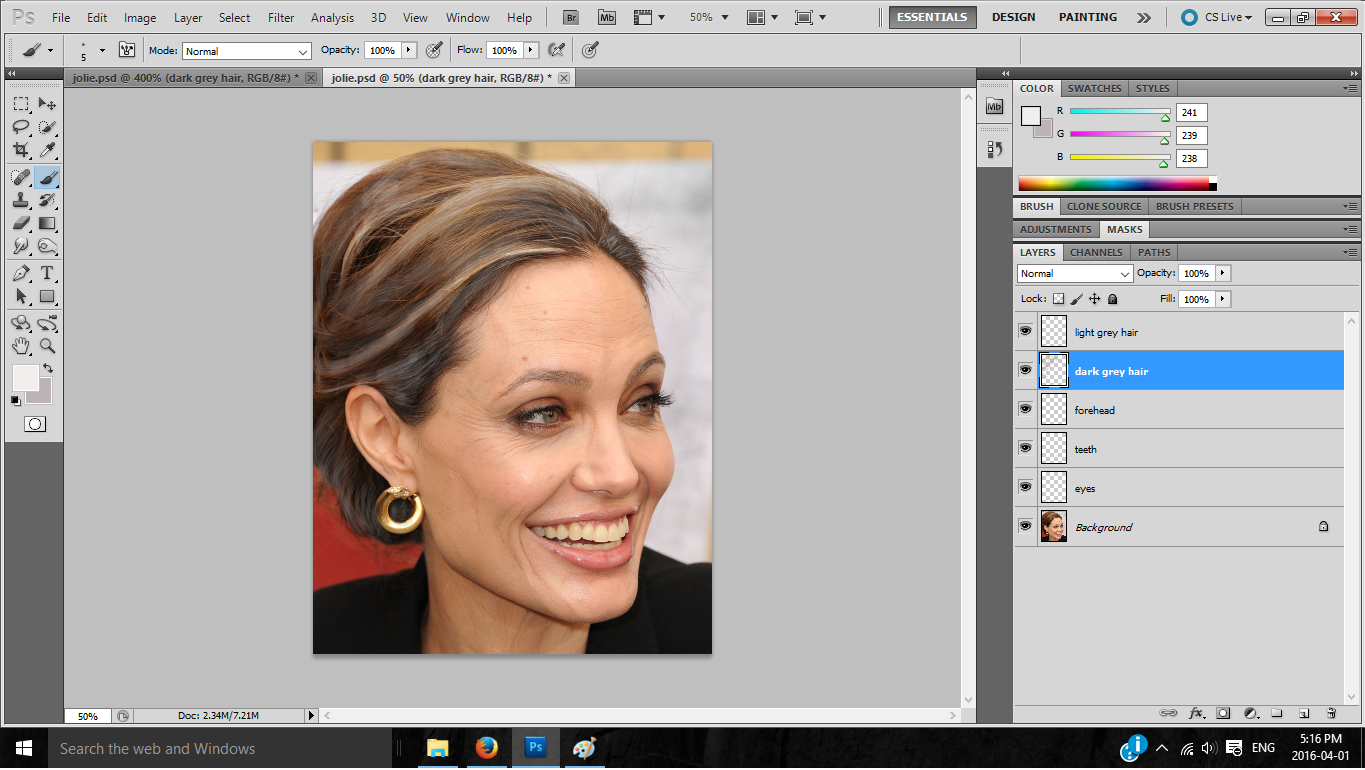 Ps File Edit Image Layer Select Filter Analysis 3D View Window Help Br Mb 50% ESSENTIALS DESIGN PAINTING CS Live
5 Mode: Normal Opacity: 100% Flow: 100%
jolie.psd @ 400% (dark grey hair, RGB/8#) * jolie.psd @ 50% (dark grey hair, RGB/8#) *
Mb
COLOR SWATCHES STYLES
R 241
G 239
B 238
BRUSH CLONE SOURCE BRUSH PRESETS
ADJUSTMENTS MASKS
LAYERS CHANNELS PATHS
Normal Opacity: 100%
Lock: Fill: 100%
light grey hair
dark grey hair
forehead
teeth
eyes
Background
T
50% Doc: 2.34M/7.21M
fx
Search the web and Windows Ps ENG 5:16 PM
2016-04-01